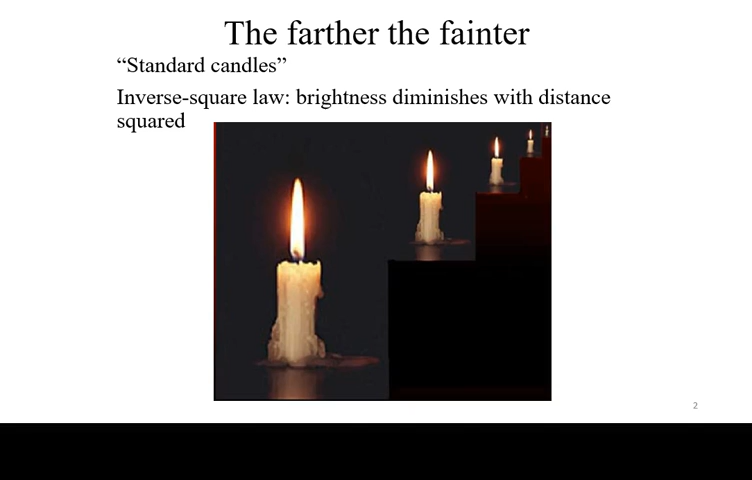 The farther the fainter
“Standard candles”
Inverse-square law: brightness diminishes with distance
squared
2